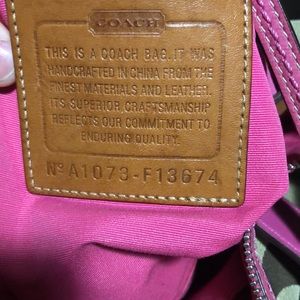 COACH
THIS IS A COACH BAG. IT WAS
HANDCRAFTED IN CHINA FROM THE
FINEST MATERIALS AND LEATHER.
ITS SUPERIOR CRAFTSMANSHIP
REFLECTS OUR COMMITMENT TO
ENDURING QUALITY.
Nº A1073-F13674